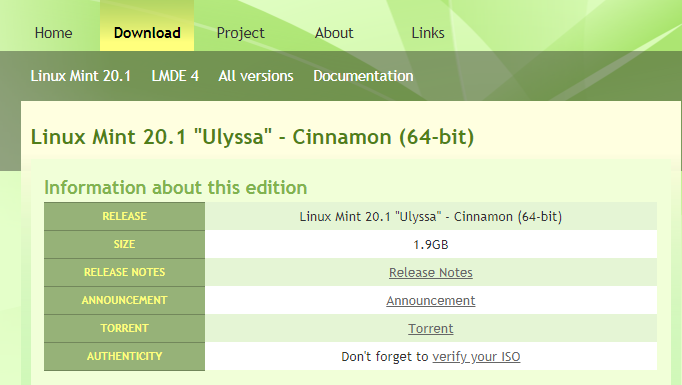 Home Download Project About Links
Linux Mint 20.1 LMDE 4 All versions Documentation
Linux Mint 20.1 "Ulyssa" - Cinnamon (64-bit)
Information about this edition
RELEASE Linux Mint 20.1 "Ulyssa" - Cinnamon (64-bit)
SIZE 1.9GB
RELEASE NOTES Release Notes
ANNOUNCEMENT Announcement
TORRENT Torrent
AUTHENTICITY Don't forget to verify your ISO